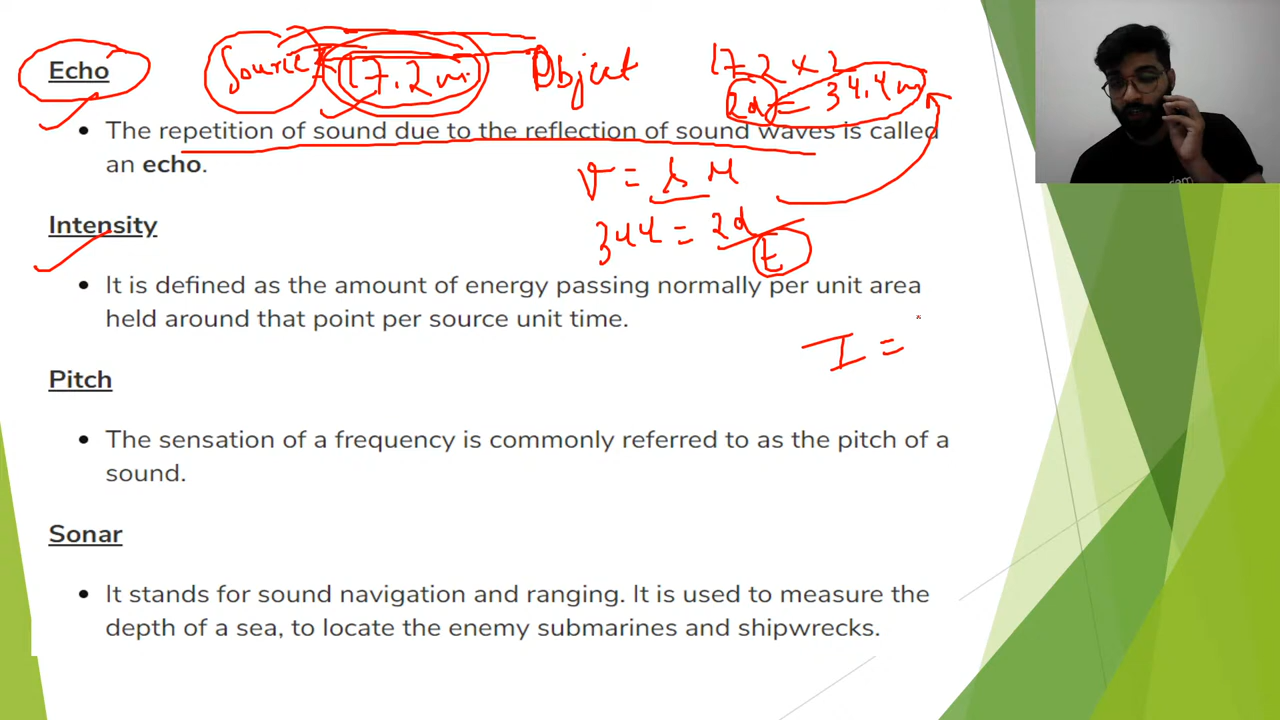 Echo Source 17.2 m Object 17.2 x 2
2d = 34.4 m
The repetition of sound due to the reflection of sound waves is called
an echo.
Intensity
344 = 2d
t
It is defined as the amount of energy passing normally per unit area
held around that point per source unit time.
I =
Pitch
The sensation of a frequency is commonly referred to as the pitch of a
sound.
Sonar
It stands for sound navigation and ranging. It is used to measure the
depth of a sea, to locate the enemy submarines and shipwrecks.